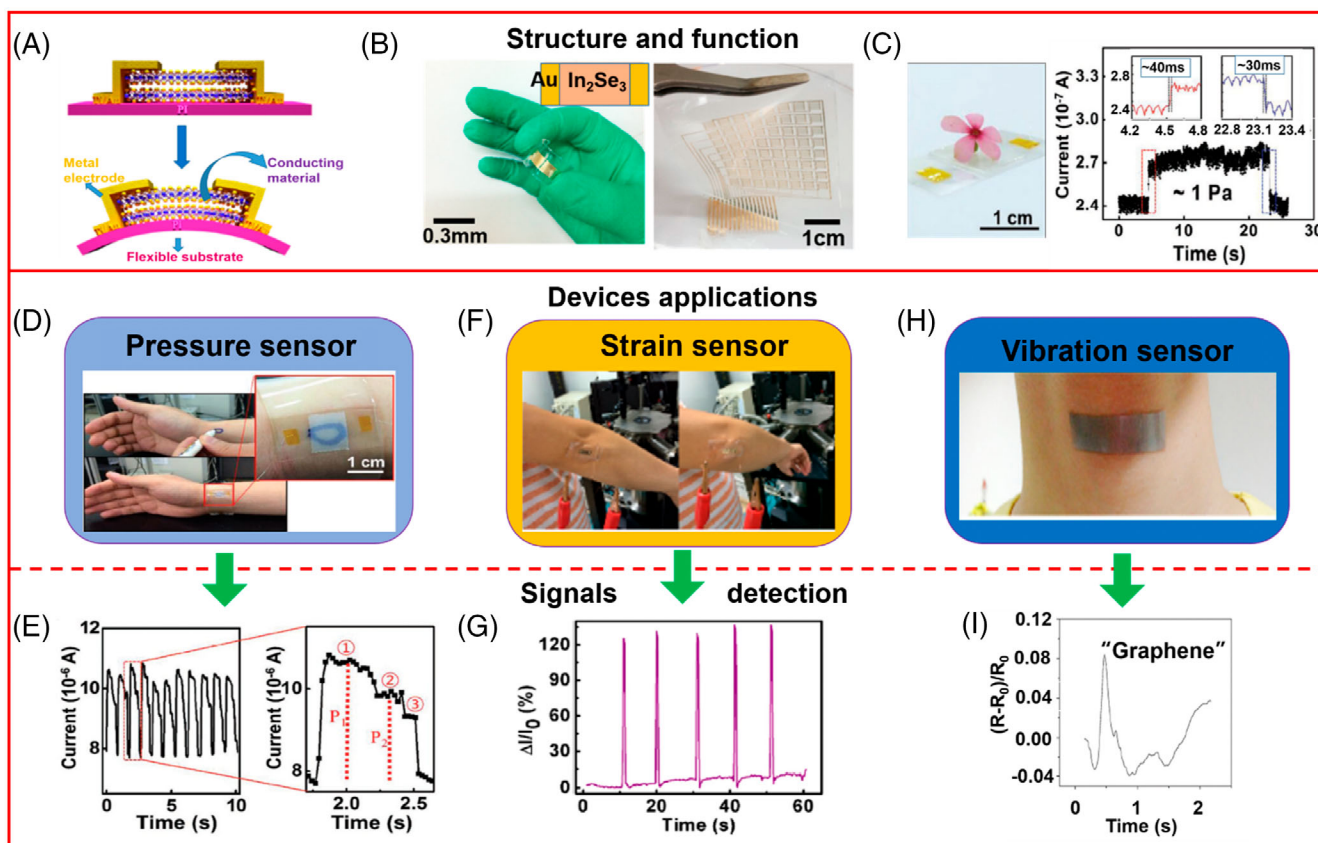 (A)
PI
Metal
electrode
Conducting
material
PI
Flexible substrate
(B)
Structure and function
Au
In₂Se₃
0.3mm
1cm
(C)
1 cm
Current (10⁻⁷ A)
3.3
3.0
2.7
2.4
~40ms
2.8
2.4
4.2 4.5 4.8
~30ms
2.8
2.4
22.8 23.1 23.4
~ 1 Pa
0 10 20 30
Time (s)
Devices applications
(D)
Pressure sensor
1 cm
(F)
Strain sensor
(H)
Vibration sensor
Signals detection
(E)
Current (10⁻⁶ A)
12
10
8
0 5 10
Time (s)
Current (10⁻⁶ A)
10
8
①
②
③
P₁
P₂
2.0 2.5
Time (s)
(G)
ΔI/I₀ (%)
120
90
60
30
0
0 20 40 60
Time (s)
(I)
(R-R₀)/R₀
0.12
0.08
0.04
0.00
-0.04
“Graphene”
0 1 2
Time (s)